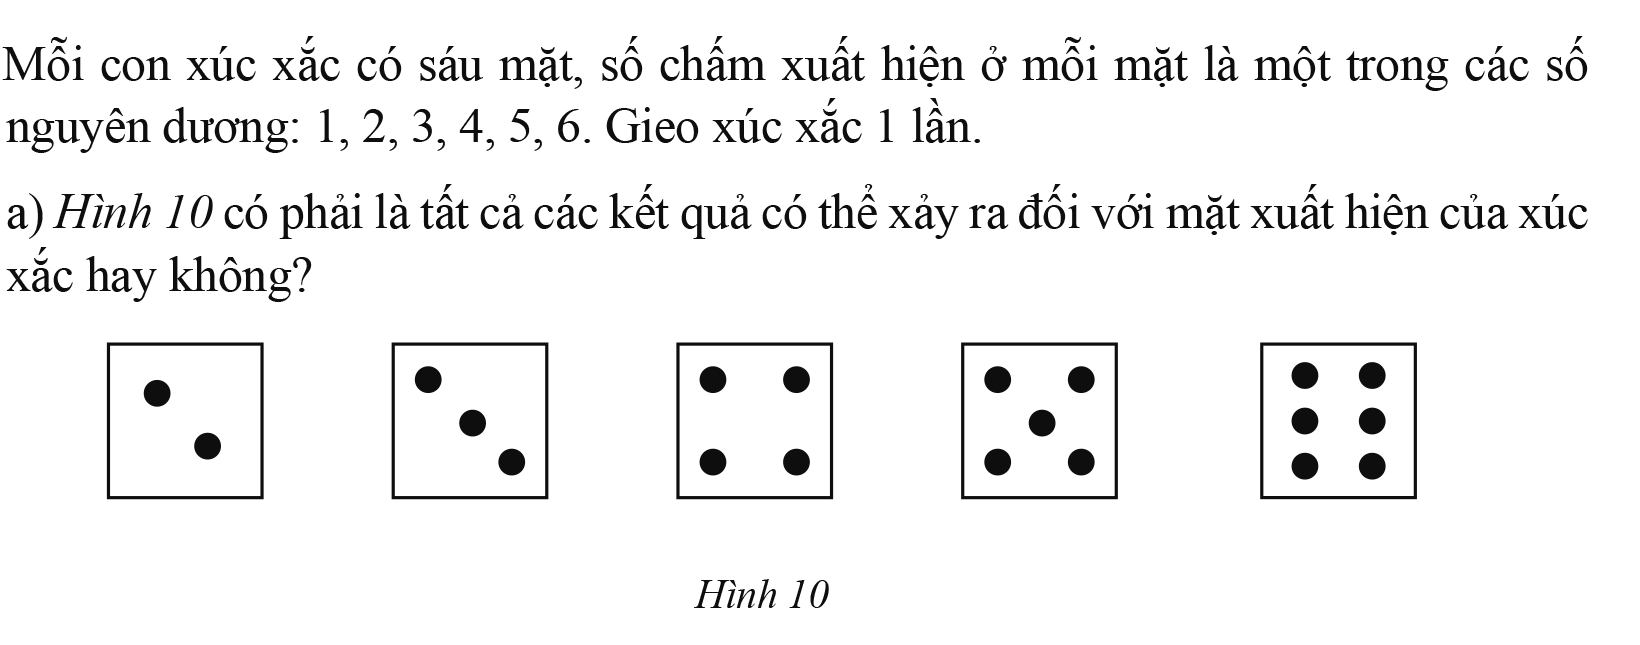 Mỗi con xúc xắc có sáu mặt, số chấm xuất hiện ở mỗi mặt là một trong các số
nguyên dương: 1, 2, 3, 4, 5, 6. Gieo xúc xắc 1 lần.
a) Hình 10 có phải là tất cả các kết quả có thể xảy ra đối với mặt xuất hiện của xúc
xắc hay không?
Hình 10